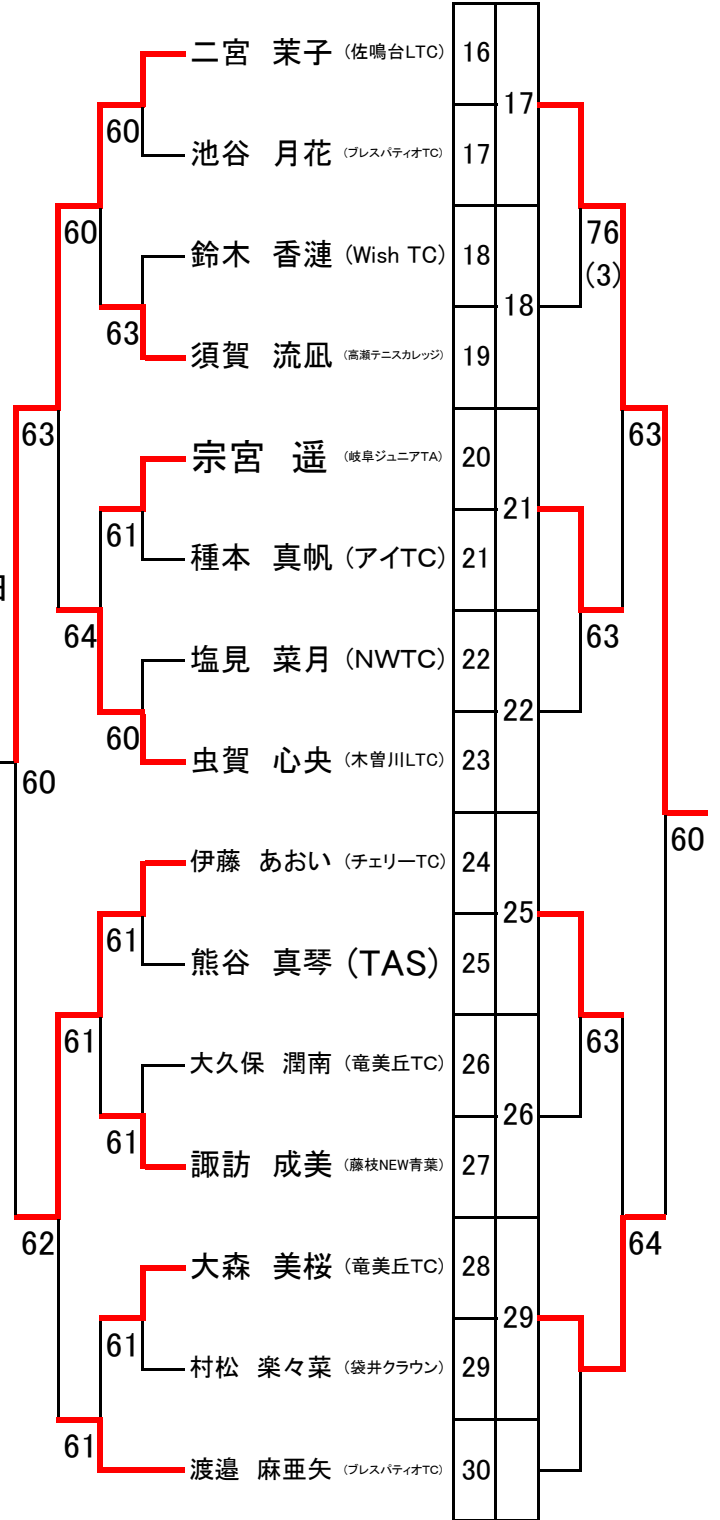 二宮 茉子 (佐鳴台LTC) 16
17
60
池谷 月花 (ブレスパティオTC) 17
60
76
(3)
鈴木 香漣 (Wish TC) 18
18
63
須賀 流凪 (高瀬テニスカレッジ) 19
63
63
宗宮 遥 (岐阜ジュニアTA) 20
21
61
種本 真帆 (アイTC) 21
64
63
塩見 菜月 (NWTC) 22
22
60
虫賀 心央 (木曽川LTC) 23
60
60
伊藤 あおい (チェリーTC) 24
25
61
熊谷 真琴 (TAS) 25
61
63
大久保 潤南 (竜美丘TC) 26
26
61
諏訪 成美 (藤枝NEW青葉) 27
62
64
大森 美桜 (竜美丘TC) 28
29
61
村松 楽々菜 (袋井クラウン) 29
61
渡邉 麻亜矢 (ブレスパティオTC) 30